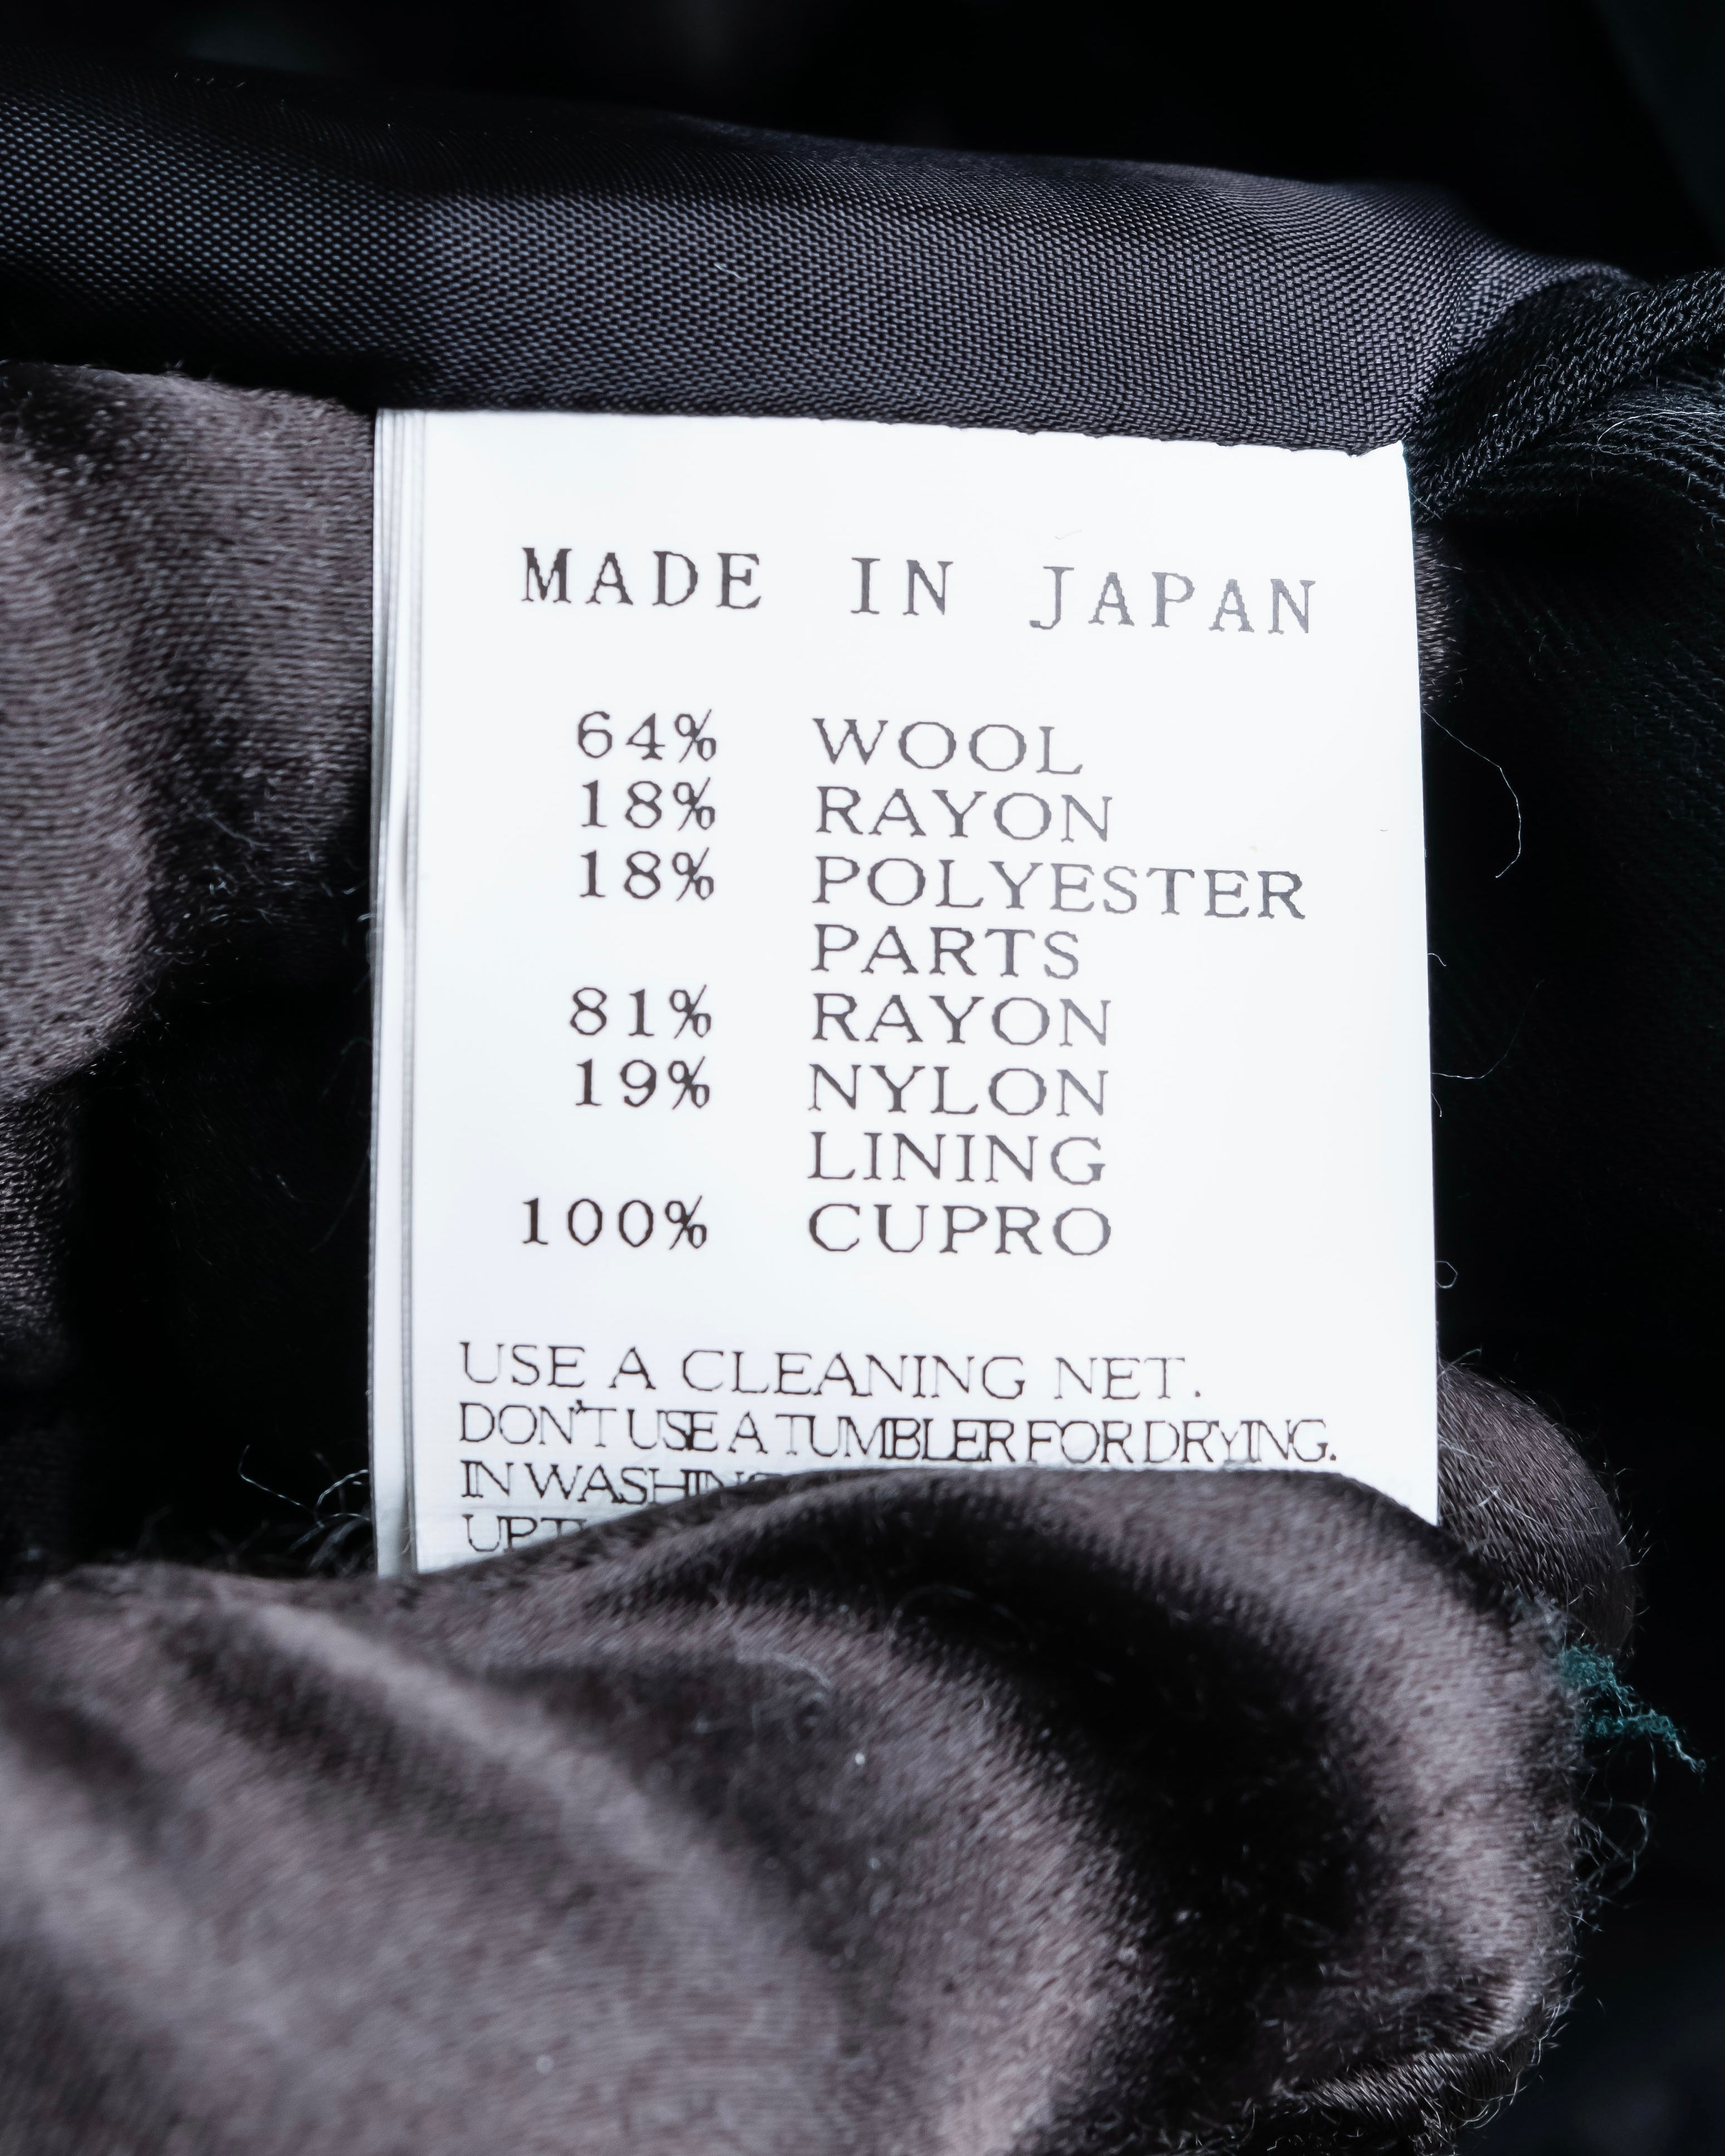 MADE IN JAPAN
64% WOOL
18% RAYON
18% POLYESTER
PARTS
81% RAYON
19% NYLON
LINING
100% CUPRO
USE A CLEANING NET.
DON'T USE A TUMBLER FOR DRYING.
IN